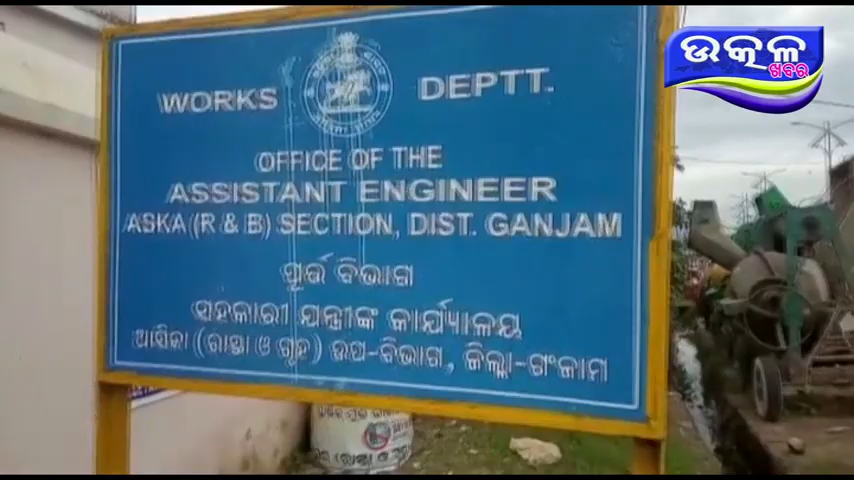 ଉତ୍କଳ
ଖବର
WORKS DEPTT.
OFFICE OF THE
ASSISTANT ENGINEER
ASKA (R & B) SECTION, DIST. GANJAM
ପୂର୍ତ୍ତ ବିଭାଗ
ସହକାରୀ ଯନ୍ତ୍ରୀଙ୍କ କାର୍ଯ୍ୟାଳୟ
ଆସିକା (ରାସ୍ତା ଓ ଗୃହ) ଉପ-ବିଭାଗ, ଜିଲ୍ଲା-ଗଂଜାମ